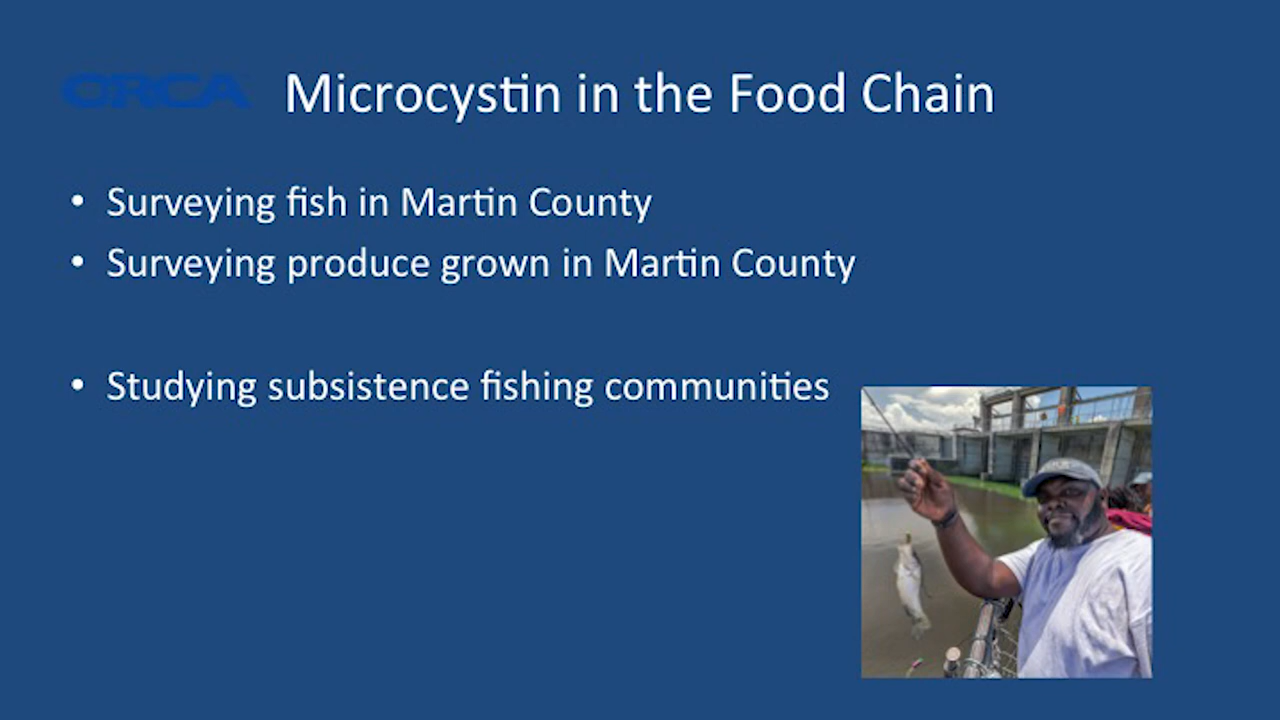 ORCA
Microcystin in the Food Chain
• Surveying fish in Martin County
• Surveying produce grown in Martin County
• Studying subsistence fishing communities